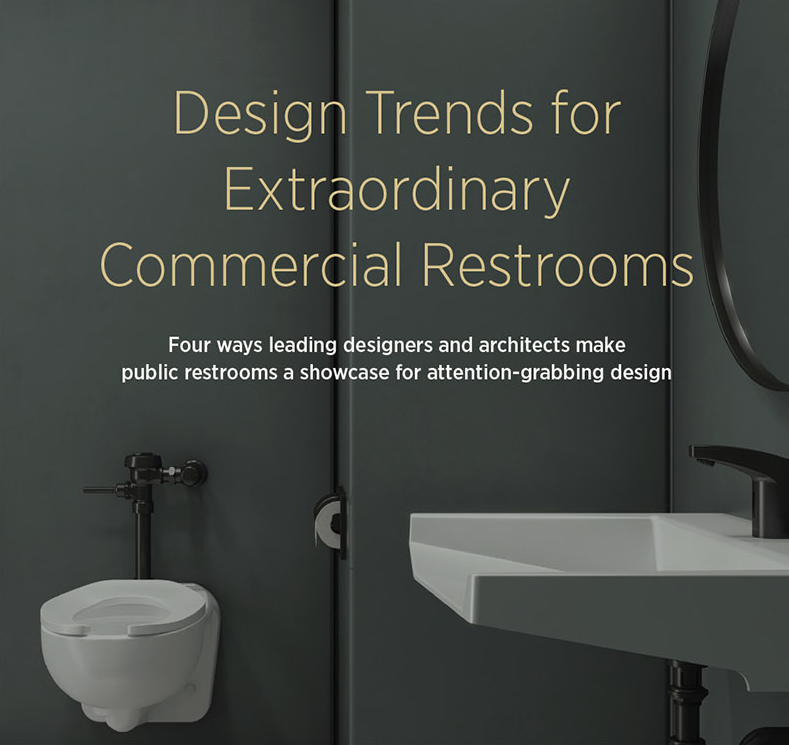 Design Trends for
Extraordinary
Commercial Restrooms
Four ways leading designers and architects make
public restrooms a showcase for attention-grabbing design